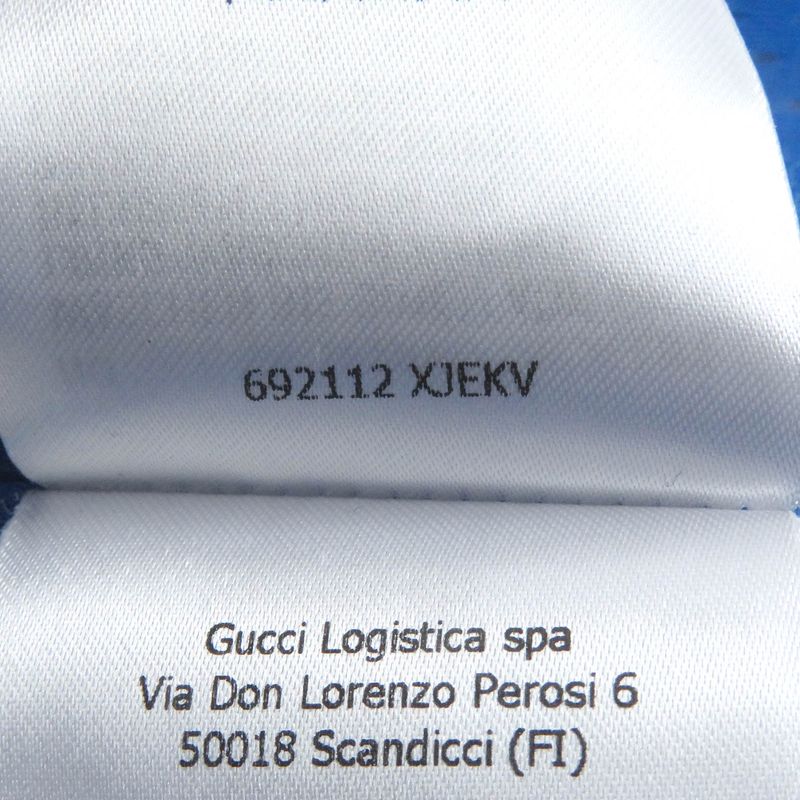 692112 XJEKV
Gucci Logistica spa
Via Don Lorenzo Perosi 6
50018 Scandicci (FI)